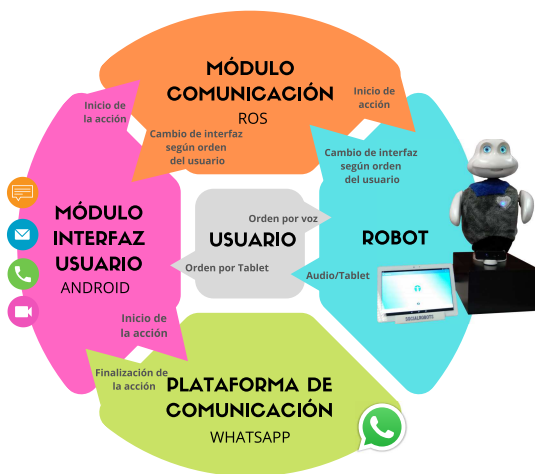 MÓDULO
COMUNICACIÓN
ROS
Inicio de
la acción
Inicio de
acción
Cambio de interfaz
según orden
del usuario
Cambio de interfaz
según orden
del usuario
MÓDULO
INTERFAZ
USUARIO
ANDROID
USUARIO
Orden por voz
Orden por Tablet
Audio/Tablet
ROBOT
SOCIALROBOTS
Inicio de
la acción
Finalización de
la acción
PLATAFORMA DE
COMUNICACIÓN
WHATSAPP